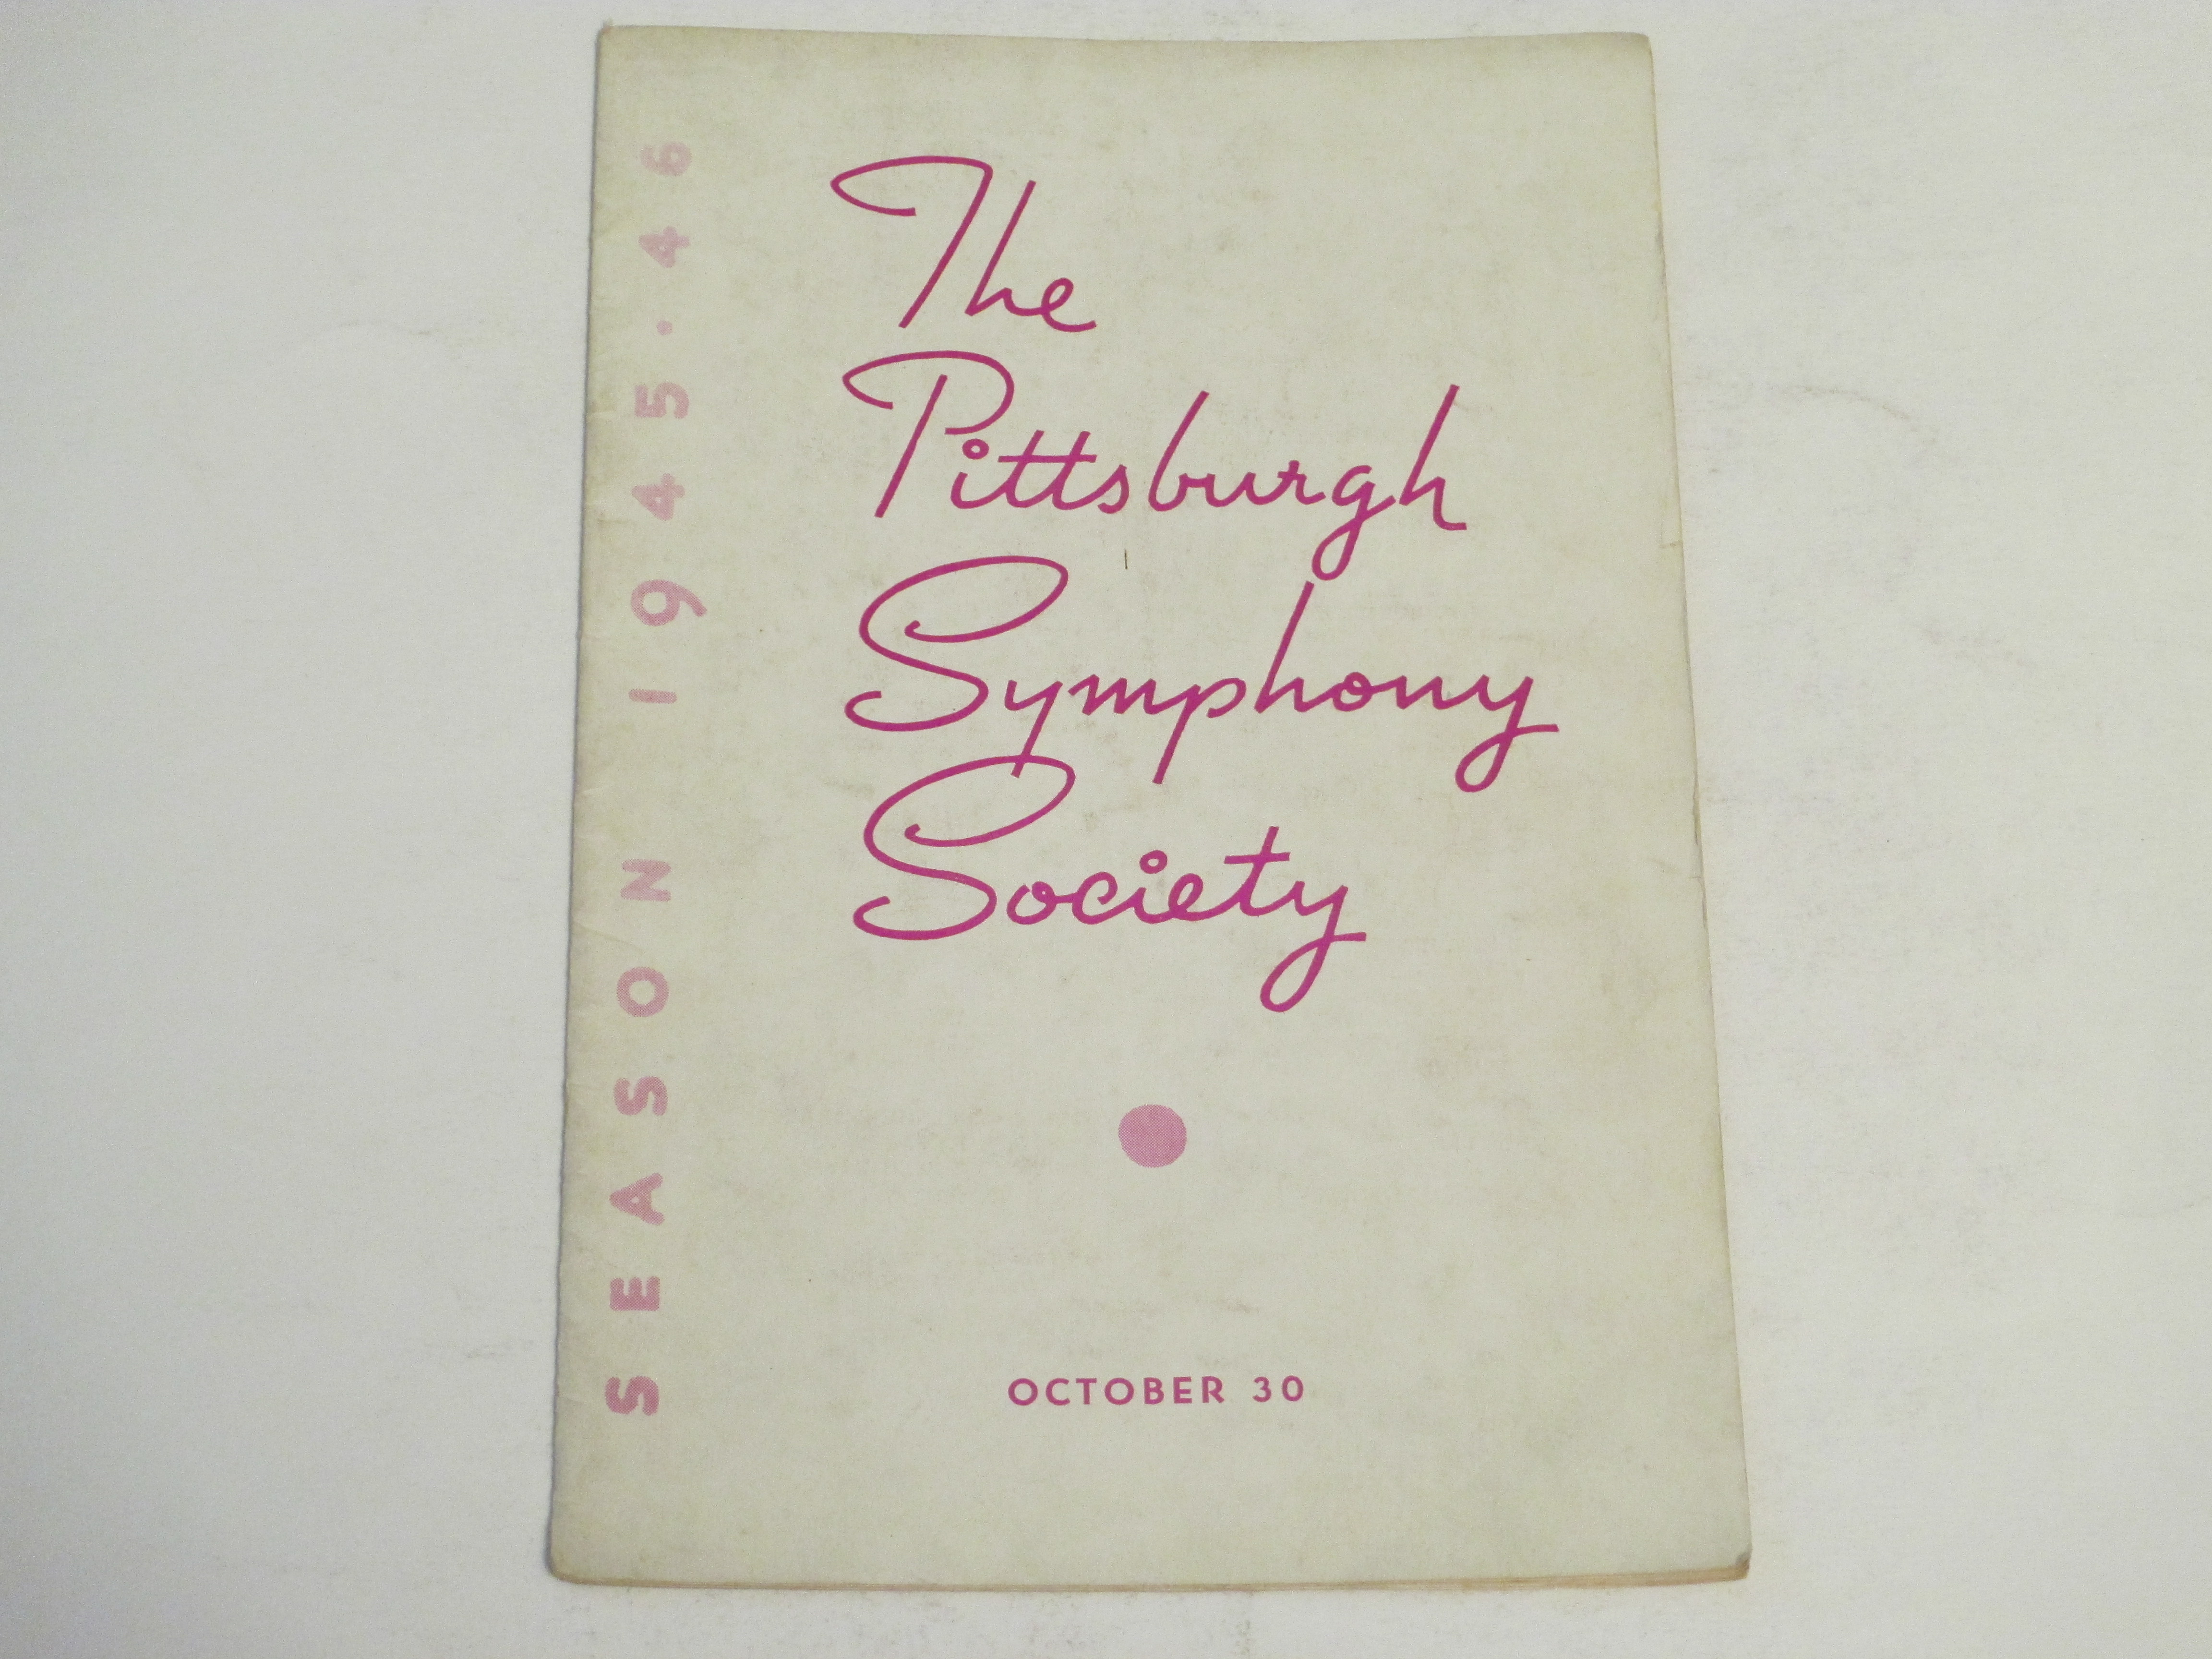 The
Pittsburgh
Symphony
Society
OCTOBER 30
SEASON 1945·46